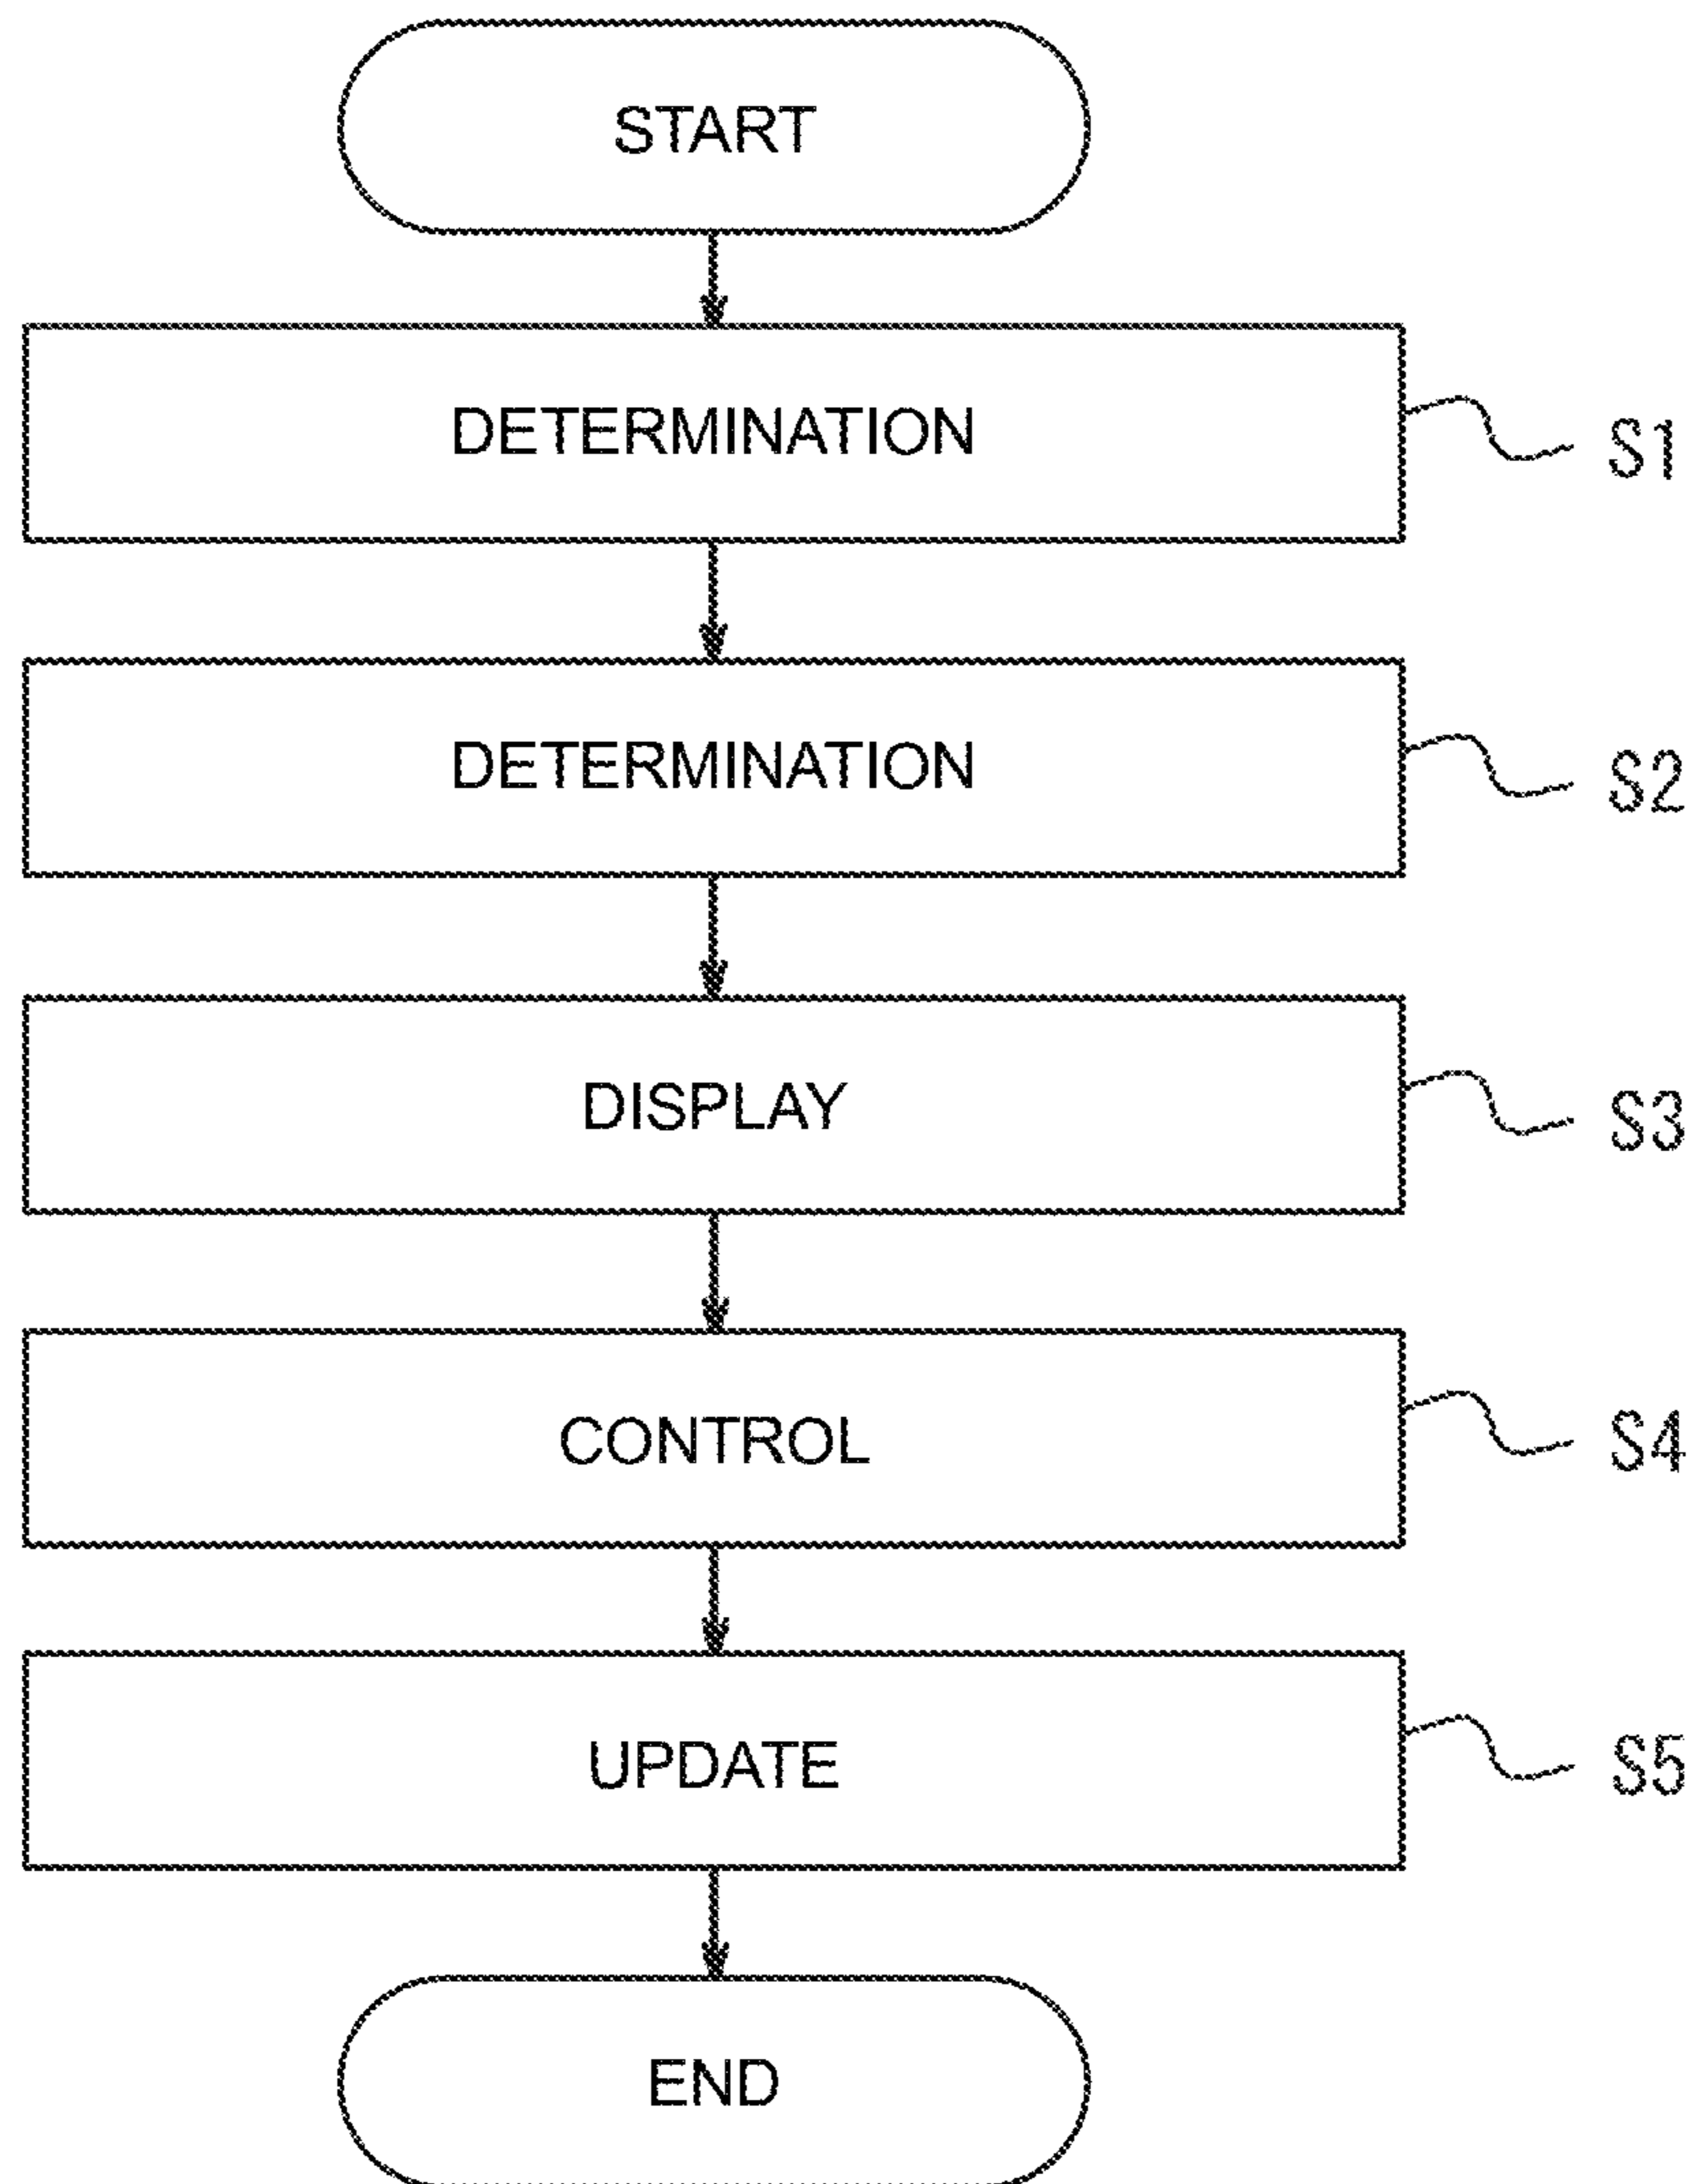 START
DETERMINATION
S1
DETERMINATION
S2
DISPLAY
S3
CONTROL
S4
UPDATE
S5
END